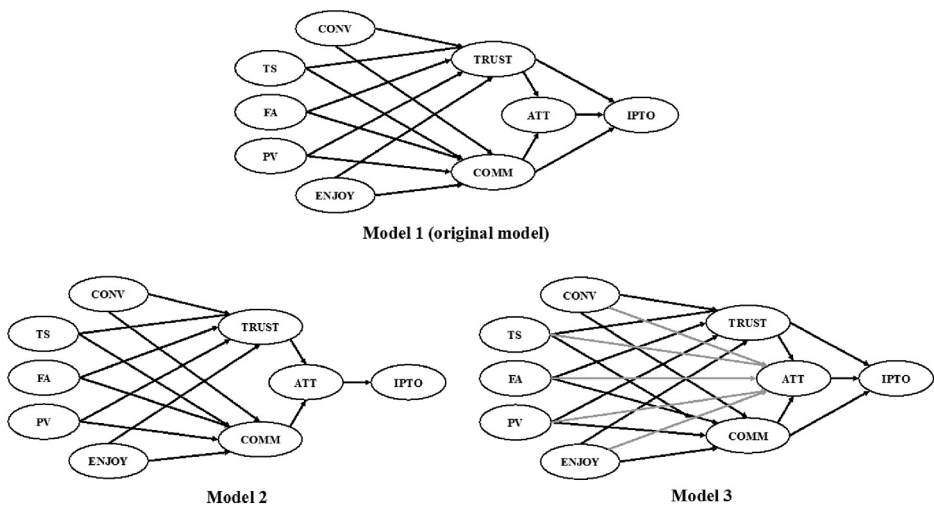 CONV
TRUST
TS
FA
ATT
IPTO
PV
COMM
ENJOY
Model 1 (original model)
CONV
TRUST
TS
FA
ATT
IPTO
PV
COMM
ENJOY
Model 2
CONV
TRUST
TS
FA
ATT
IPTO
PV
COMM
ENJOY
Model 3